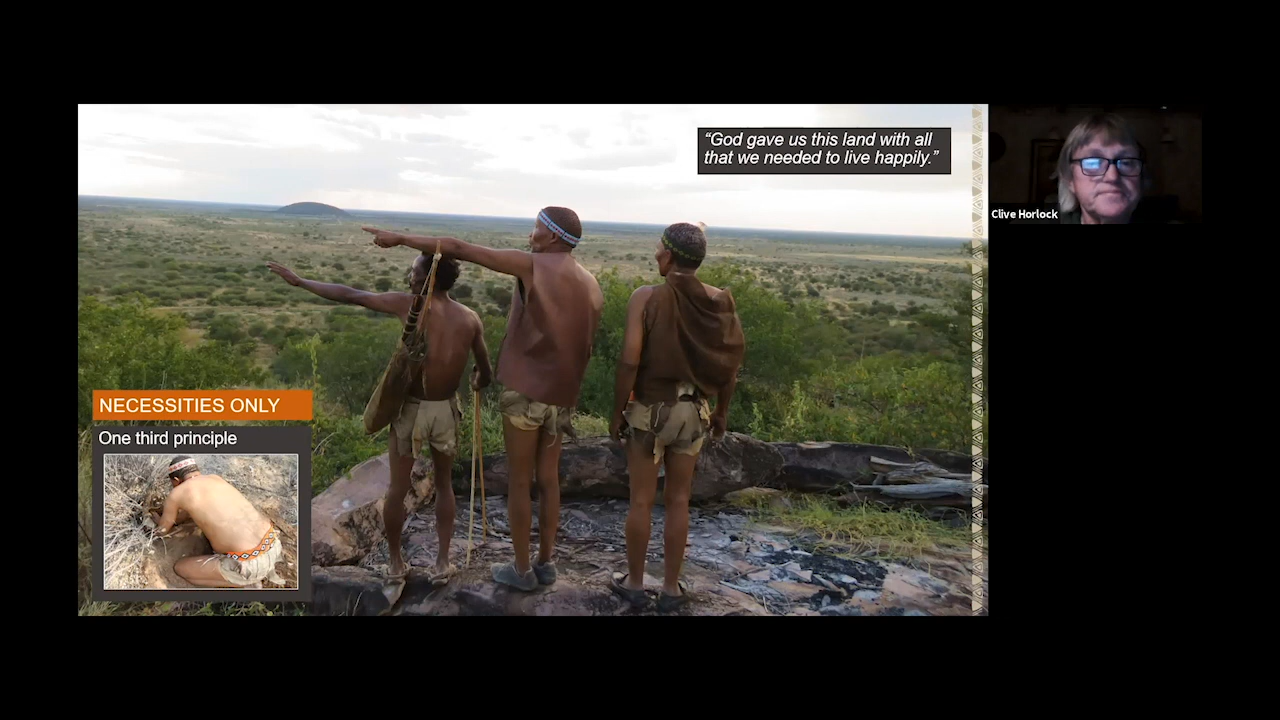 “God gave us this land with all
that we needed to live happily.”
Clive Horlock
NECESSITIES ONLY
One third principle